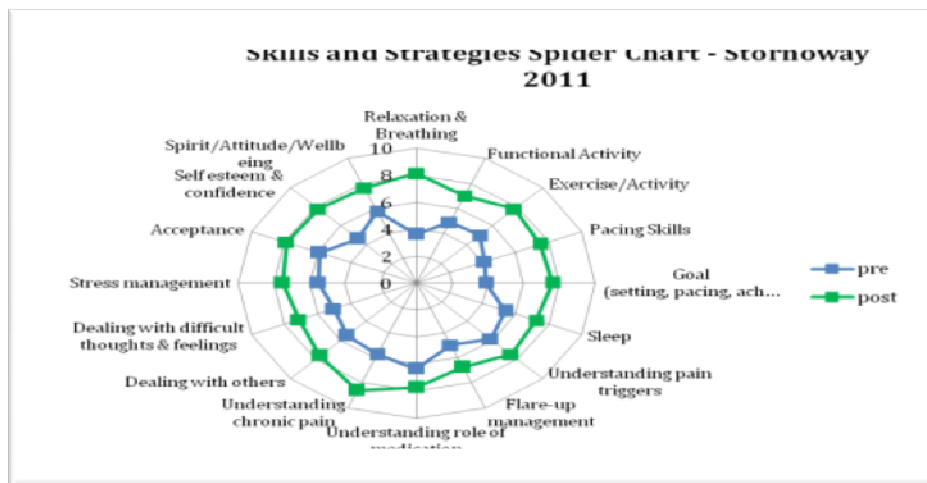 Skills and Strategies Spider Chart - Stornoway
2011
Relaxation &
Breathing
Functional Activity
Exercise/Activity
Pacing Skills
Goal
(setting, pacing, ach...
Sleep
Understanding pain
triggers
Flare-up
management
Understanding role of
medication
Understanding
chronic pain
Dealing with others
Dealing with difficult
thoughts & feelings
Stress management
Acceptance
Self esteem &
confidence
Spirit/Attitude/Wellb
eing
10
8
6
4
2
0
pre
post